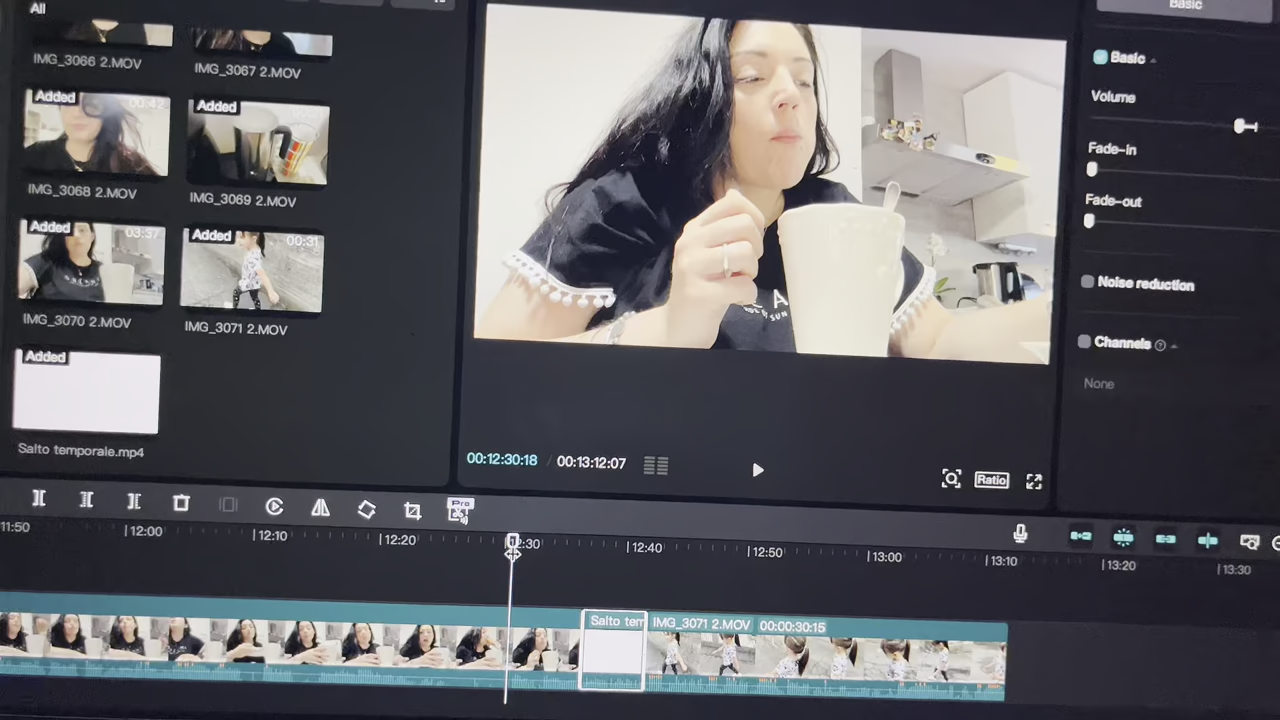 All
IMG_3066 2.MOV
IMG_3067 2.MOV
Added
00:42
Added
IMG_3068 2.MOV
IMG_3069 2.MOV
Added
03:37
Added
00:31
IMG_3070 2.MOV
IMG_3071 2.MOV
Added
Salto temporale.mp4
00:12:30:18 / 00:13:12:07
Ratio
Basic
Basic
Volume
Fade-in
Fade-out
Noise reduction
Channels
None
Pro
11:50
12:00
12:10
12:20
12:30
12:40
12:50
13:00
13:10
13:20
13:30
Salto tem
IMG_3071 2.MOV 00:00:30:15